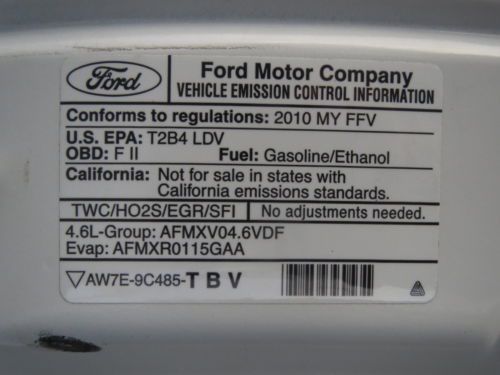 Ford
Ford Motor Company
VEHICLE EMISSION CONTROL INFORMATION
Conforms to regulations: 2010 MY FFV
U.S. EPA: T2B4 LDV
OBD: F II Fuel: Gasoline/Ethanol
California: Not for sale in states with
California emissions standards.
TWC/HO2S/EGR/SFI No adjustments needed.
4.6L-Group: AFMXV04.6VDF
Evap: AFMXR0115GAA
AW7E-9C485-T B V